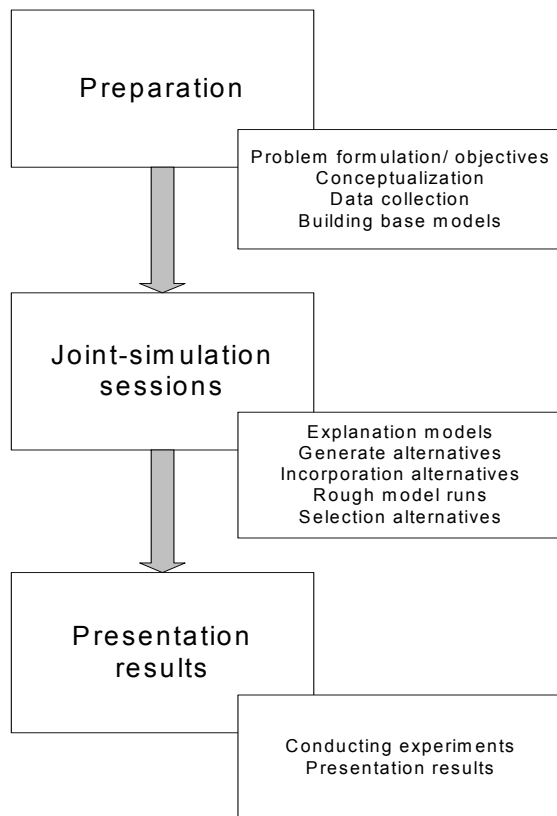 Preparation
Problem formulation/ objectives
Conceptualization
Data collection
Building base models
Joint-simulation
sessions
Explanation models
Generate alternatives
Incorporation alternatives
Rough model runs
Selection alternatives
Presentation
results
Conducting experiments
Presentation results